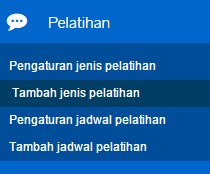 Pelatihan
Pengaturan jenis pelatihan
Tambah jenis pelatihan
Pengaturan jadwal pelatihan
Tambah jadwal pelatihan